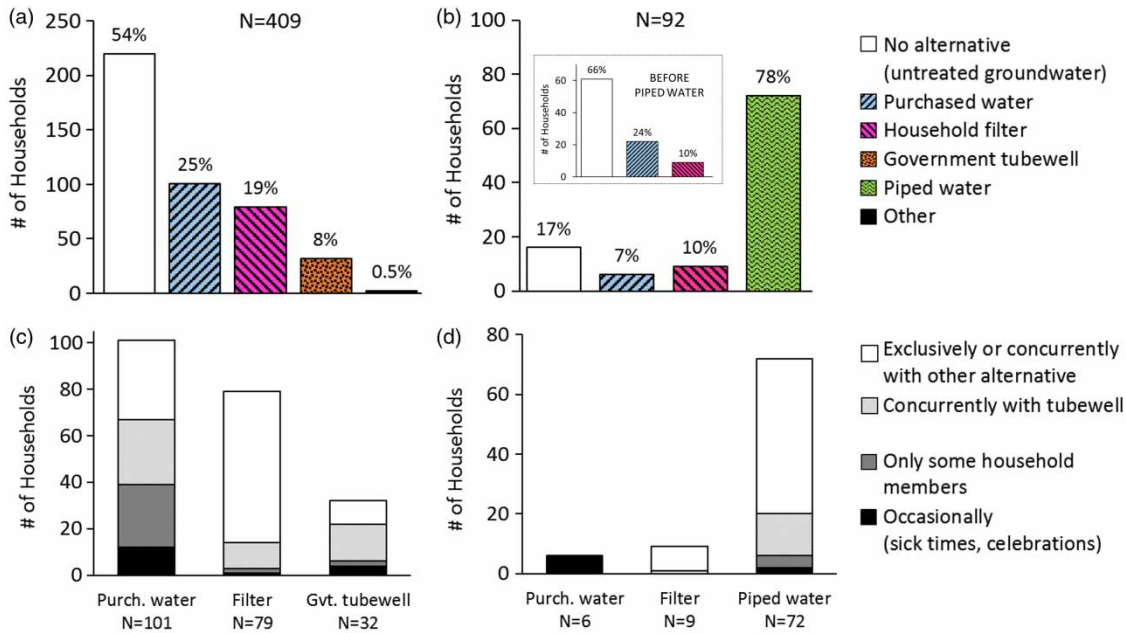 (a)
N=409
# of Households
250
200
150
100
50
0
54%
25%
19%
8%
0.5%
(b)
N=92
# of Households
100
80
60
40
20
0
17%
7%
10%
78%
BEFORE
PIPED WATER
# of Households
60
40
20
0
66%
24%
10%
No alternative
(untreated groundwater)
Purchased water
Household filter
Government tubewell
Piped water
Other
(c)
# of Households
100
80
60
40
20
0
Purch. water
N=101
Filter
N=79
Gvt. tubewell
N=32
(d)
# of Households
80
60
40
20
0
Purch. water
N=6
Filter
N=9
Piped water
N=72
Exclusively or concurrently
with other alternative
Concurrently with tubewell
Only some household
members
Occasionally
(sick times, celebrations)